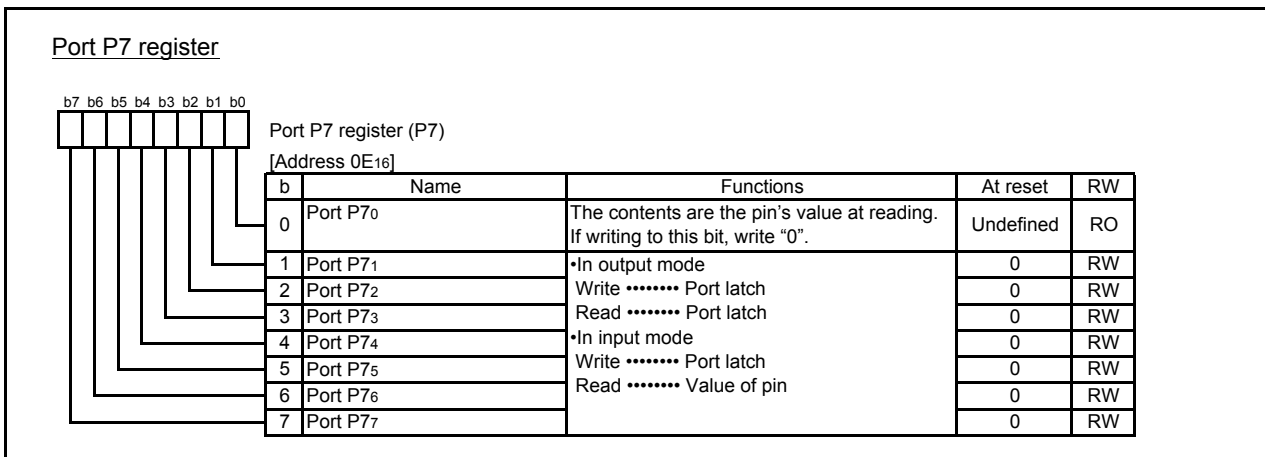 Port P7 register
b7 b6 b5 b4 b3 b2 b1 b0
Port P7 register (P7)
[Address 0E16]
b Name Functions At reset RW
0 Port P70 The contents are the pin’s value at reading. Undefined RO
If writing to this bit, write “0”.
1 Port P71 •In output mode 0 RW
2 Port P72 Write •••••••• Port latch 0 RW
3 Port P73 Read •••••••• Port latch 0 RW
4 Port P74 •In input mode 0 RW
5 Port P75 Write •••••••• Port latch 0 RW
6 Port P76 Read •••••••• Value of pin 0 RW
7 Port P77 0 RW